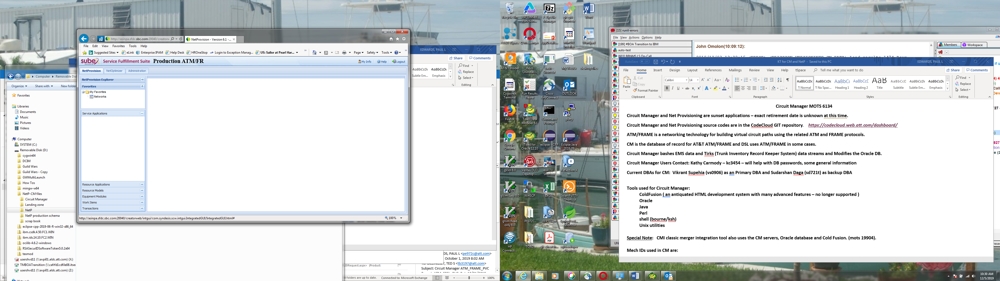 http://asinpa.sfdc.sbc.com:20040/creatorw
NetProvision - Version 6.1 -...
File Edit View Favorites Tools Help
Suggested Sites eLink Enterprise IPAM Help Desk HROneStop Login to Exception Manag... US: Sailor at Pearl Har...
Page Safety Tools
subex Service Fulfillment Suite Production ATM/FR
My Info Help Logout
NetProvision NetOptimizer Administration
NetProvision Explorer
Favorites
My Favorites
Networks
Service Applications
Resource Applications
Resource Models
Equipment Modules
Work Items
Transactions
http://asinpa.sfdc.sbc.com:20040/creatorweb/intgui/com.syndesis.scw.intgui.IntegratedGUI/IntegratedGUI.html#
100%
Computer Removable Disk
Organize Share with New folder
Favorites
Libraries
Documents
Music
Pictures
Videos
Computer
SYSTEM (C:)
Removable Disk (D:)
cygwin64
DCIM
Guild Wars
Guild Wars - Copy
GWMultiLaunch
How Tos
mingw-w64
NetP-CM files
Circuit Manager
Landing zone
NetP
NetP production schema
scrap book
eclipse-cpp-2019-06-R-win32-x86_64
ibm.csdk.4.50.FC1.WIN
ibm.ids.14.10.FC2.WIN
ocilib-4.6.2-windows
RSASecurIDSoftwareToken5.0.2x64
texmod
usershvd11 (\\avpi01.aldc.att.com) (X:)
TMBOATransition (\\cafrfd1cdfile08.itser
usershvd11 (\\avpi01.aldc.att.com) (Z:)
EDWARDS, PAUL L
Share Comments
AaBbCcDc AaBbCcDc
Subtle Em... Emphasis
Find
Replace
Select
Editing
DS, PAUL L <pe972c@att.com>
October 1, 2019 8:02 AM
TED S <tb3197@att.com>
Subject: Circuit Manager ATM_FRAME_PVC
20Request.aspx> (Product:
ll folders are up to date. Connected to: Microsoft Exchange
100%
Recycle Bin
HP Unified Function...
7-Zip File Manager
git-gui - Shortcut
Word
AT&T tSpace
Q Messenger
AppDetails...
MinGW Installer
Wordpad
AT&T Insider
Revo Uninstall...
bash - Shortcut
My WebEx
desktop files
Cygwin64 Terminal
Run Results Viewer
Cisco AnyConnect
OUTLOOK
Firefox
Toad Data Modeler 6.1
Command Prompt
putty
Google Chrome
Toad for Oracle 12.10
eclipse - CPP
Eclipse Java 2018-09
gVim 8.0
Veritas DLO Desktop ...
eulr (1) - Shortcut
Reflection X
gVim Easy 8.0
WinSCP
EXCEL
Solar-PuTTY - Shortcut
gVim Read only 8.0
PE972C
FTP Client
SpringTool... - Shortcut
HP Connecti...
TOAD
git-cheatsh...
sqldeveloper - Shortcut
[15] runit-errors
File View Actions Options Help
[199] #BOA Transition to IBM
auto-test
[603] BBNMS LS On-Call
John Omolon(10:09:12):
Members Workspace
AutoSave Off
KT for CM and NetP - Saved to this PC
EDWARDS, PAUL L
File Home Insert Design Layout References Mailings Review View Help tSpace Tell me what you want to do
Share Comments
Paste
Cut
Copy
Format Painter
Clipboard
Calibri 14
Font
Paragraph
¶ Normal ¶ No Spac... Heading 1 Heading 2 Title Subtitle Subtle Em... Emphasis
Styles
Find
Replace
Select
Editing
Circuit Manager MOTS 6134
Circuit Manager and Net Provisioning are sunset applications – exact retirement date is unknown at this time.
Circuit Manager and Net Provisioning source codes are in the CodeCloud GIT repository. https://codecloud.web.att.com/dashboard/
ATM/FRAME is a networking technology for building virtual circuit paths using the related ATM and FRAME protocols.
CM is the database of record for AT&T ATM/FRAME and DSL uses ATM/FRAME in some cases.
Circuit Manager bashes EMS data and Tirks (Trunk Inventory Record Keeper System) data streams and Modifies the Oracle DB.
Circuit Manager Users Contact: Kathy Carmody – kc3454 – will help with DB passwords, some general information
Current DBAs for CM: Vikrant Supehia (vs0906) as an Primary DBA and Sudarshan Daga (sd721t) as backup DBA
Tools used for Circuit Manager:
ColdFusion ( an antiquated HTML development system with many advanced features – no longer supported )
Oracle
Java
Perl
shell (bourne/ksh)
Unix utilities
Special Note: CMI classic merger integration tool also uses the CM servers, Oracle database and Cold Fusion. (mots 19904).
Mech IDs used in CM are:
10:30 AM
12/5/2019